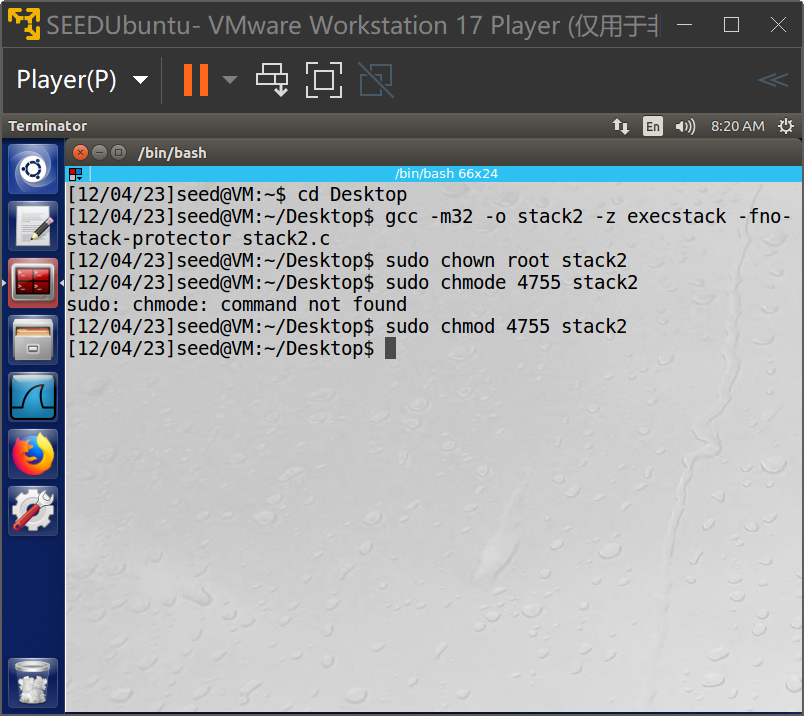 SEEDUbuntu- VMware Workstation 17 Player (仅用于非
Player(P)
Terminator
En
8:20 AM
/bin/bash
/bin/bash 66x24
[12/04/23]seed@VM:~$ cd Desktop
[12/04/23]seed@VM:~/Desktop$ gcc -m32 -o stack2 -z execstack -fno-
stack-protector stack2.c
[12/04/23]seed@VM:~/Desktop$ sudo chown root stack2
[12/04/23]seed@VM:~/Desktop$ sudo chmode 4755 stack2
sudo: chmode: command not found
[12/04/23]seed@VM:~/Desktop$ sudo chmod 4755 stack2
[12/04/23]seed@VM:~/Desktop$